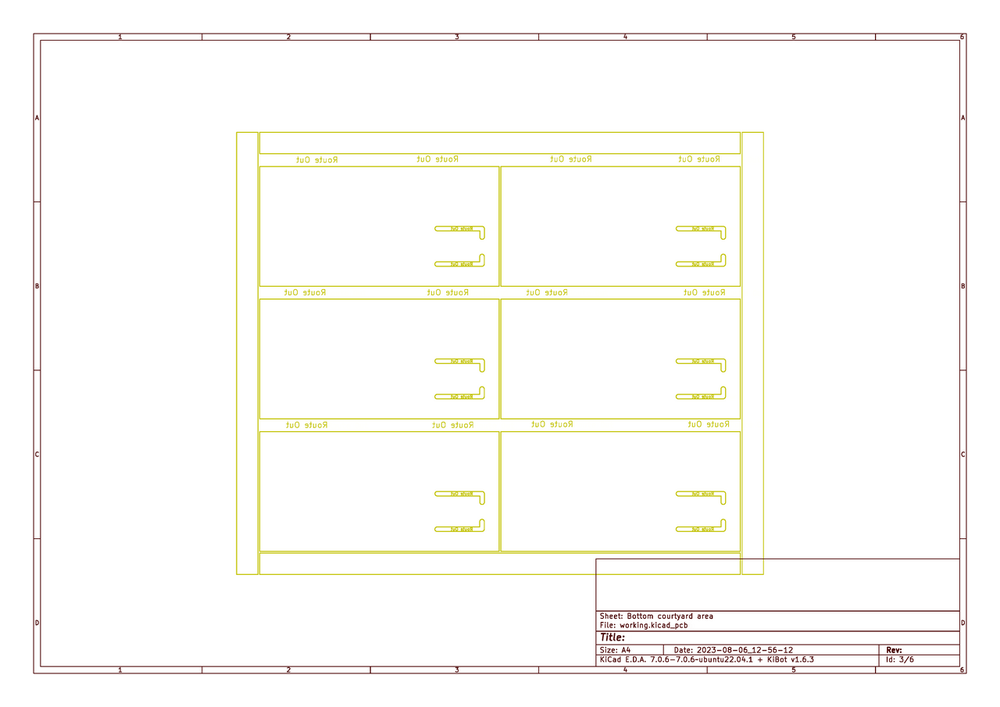 1 2 3 4 5 6
A A
Route Out Route Out Route Out Route Out
Route Out Route Out
Route Out Route Out
B B
Route Out Route Out Route Out Route Out
Route Out Route Out
Route Out Route Out
Route Out Route Out Route Out Route Out
C C
Route Out Route Out
Route Out Route Out
Sheet: Bottom courtyard area
File: working.kicad_pcb
D D
Title:
Size: A4 Date: 2023-08-06_12-56-12 Rev:
KiCad E.D.A. 7.0.6-7.0.6~ubuntu22.04.1 + KiBot v1.6.3 Id: 3/6
1 2 3 4 5 6